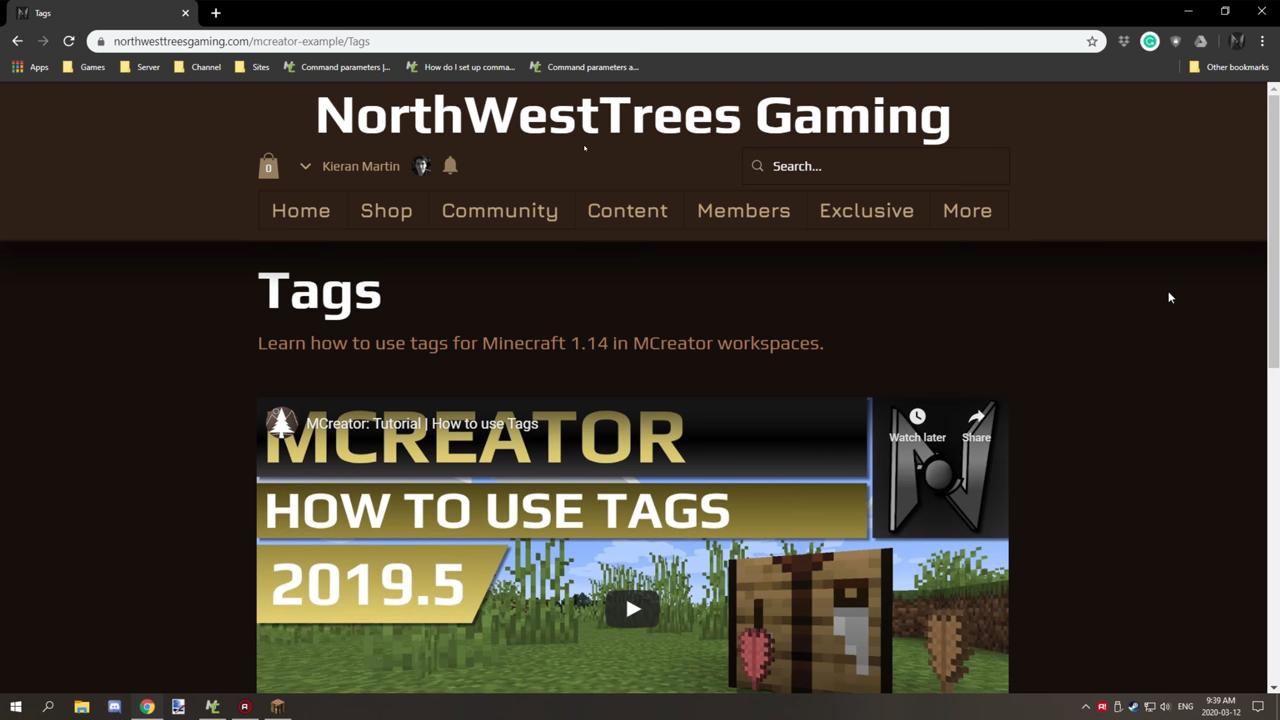 Tags
northwesttreesgaming.com/mcreator-example/Tags
Apps Games Server Channel Sites Command parameters |... How do I set up comma... Command parameters a... Other bookmarks
NorthWestTrees Gaming
0 Kieran Martin Search...
Home Shop Community Content Members Exclusive More
Tags
Learn how to use tags for Minecraft 1.14 in MCreator workspaces.
MCreator: Tutorial | How to use Tags
MCREATOR
Watch later Share
HOW TO USE TAGS
2019.5
ENG
9:39 AM
2020-03-12